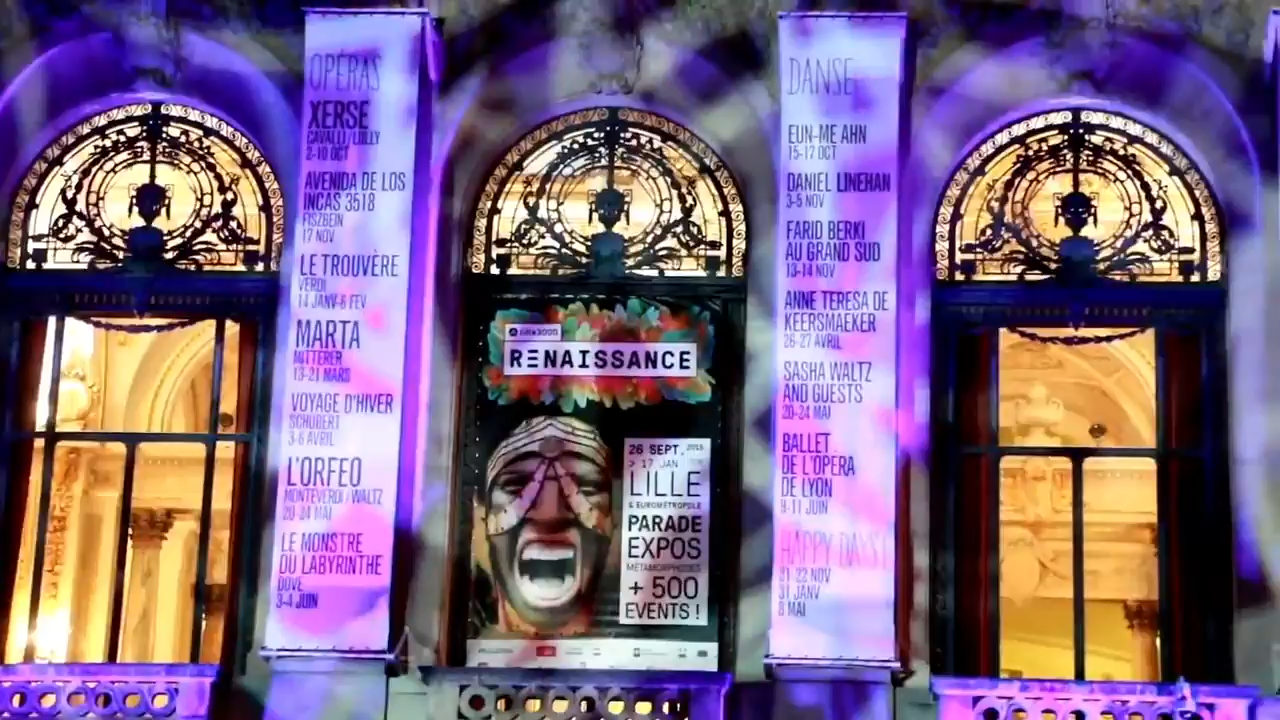 OPÉRAS
XERSE
CAVALLI/LULLY
2-10 OCT
AVENIDA DE LOS
INCAS 3518
FISZBEIN
17 NOV
LE TROUVÈRE
VERDI
14 JANV-6 FEV
MARTA
MITTERER
13-21 MARS
VOYAGE D'HIVER
SCHUBERT
3-6 AVRIL
L'ORFEO
MONTEVERDI/WALTZ
20-24 MAI
LE MONSTRE
DU LABYRINTHE
DOVE
3-4 JUIN
lille3000
RENAISSANCE
26 SEPT. 2015
> 17 JAN
LILLE
& EUROMÉTROPOLE
PARADE
EXPOS
MÉTAMORPHOSES
+ 500
EVENTS !
DANSE
EUN-ME AHN
15-17 OCT
DANIEL LINEHAN
3-5 NOV
FARID BERKI
AU GRAND SUD
13-14 NOV
ANNE TERESA DE
KEERSMAEKER
26-27 AVRIL
SASHA WALTZ
AND GUESTS
20-24 MAI
BALLET
DE L'OPERA
DE LYON
9-11 JUIN
HAPPY DAYS!
21-22 NOV
31 JANV
8 MAI